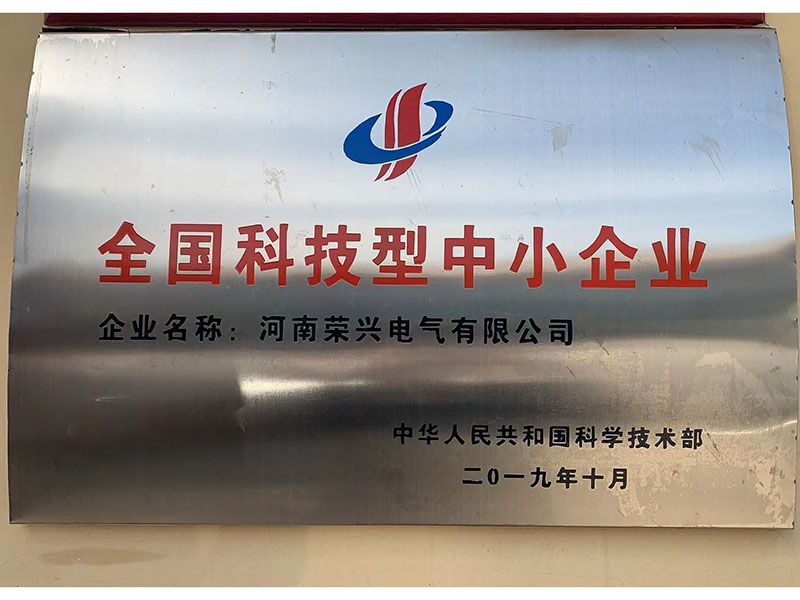 全国科技型中小企业
企业名称：河南荣兴电气有限公司
中华人民共和国科学技术部
二0一九年十月